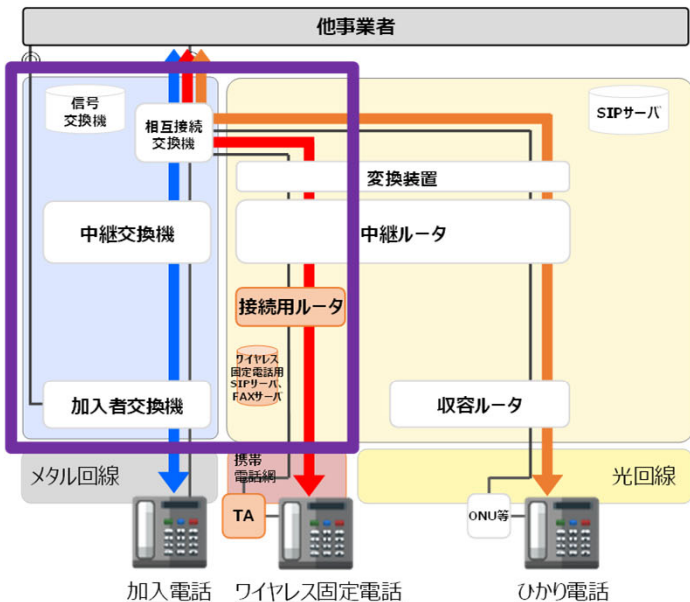 他事業者
信号
交換機
相互接続
交換機
SIPサーバ
変換装置
中継交換機
中継ルータ
接続用ルータ
ワイヤレス
固定電話用
SIPサーバ、
FAXサーバ
加入者交換機
収容ルータ
メタル回線
携帯
電話網
光回線
TA
ONU等
加入電話
ワイヤレス固定電話
ひかり電話